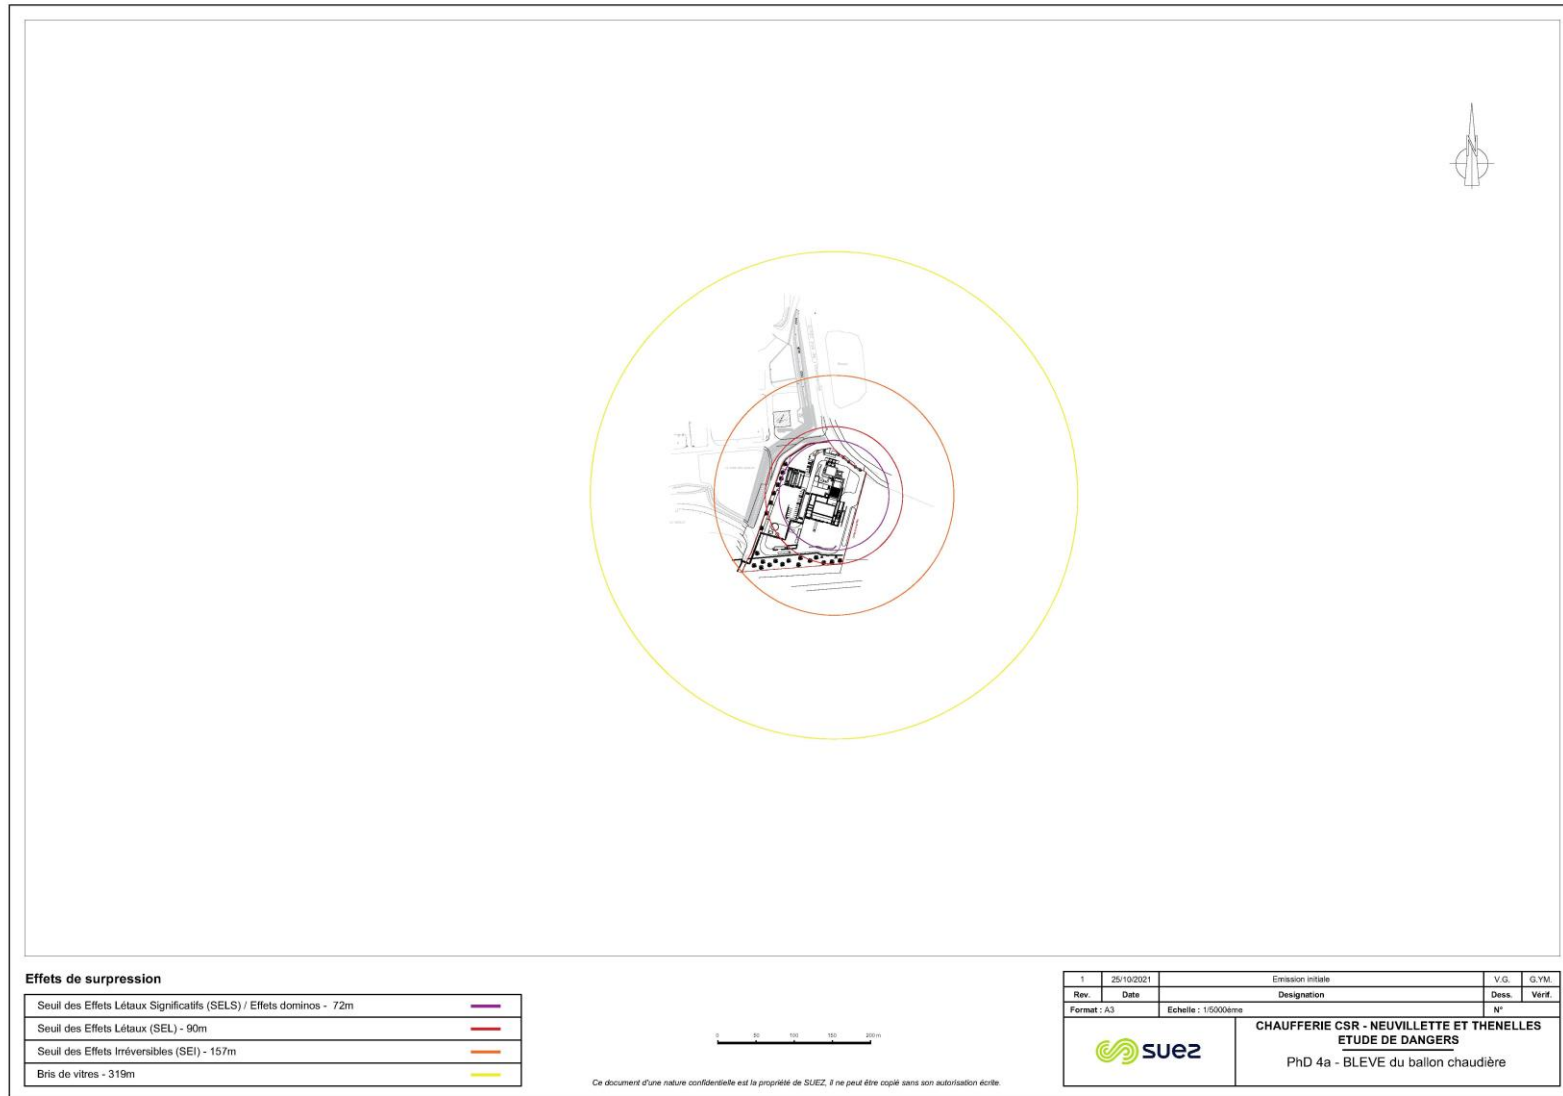 Effets de surpression
Seuil des Effets Létaux Significatifs (SELS) / Effets dominos - 72m
Seuil des Effets Létaux (SEL) - 90m
Seuil des Effets Irréversibles (SEI) - 157m
Bris de vitres - 319m
0 50 100 150 200 m
Ce document d'une nature confidentielle est la propriété de SUEZ, il ne peut être copié sans son autorisation écrite.
1 25/10/2021 Emission initiale V.G. G.YM.
Rev. Date Designation Dess. Vérif.
Format : A3 Echelle : 1/5000ème N°
suez
CHAUFFERIE CSR - NEUVILLETTE ET THENELLES
ETUDE DE DANGERS
PhD 4a - BLEVE du ballon chaudière